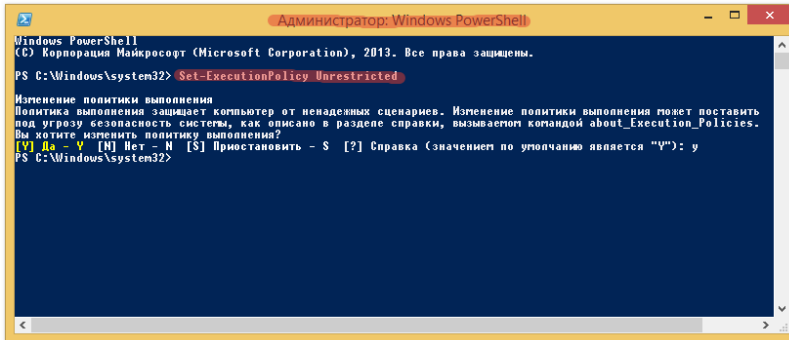 Администратор: Windows PowerShell
Windows PowerShell
(C) Корпорация Майкрософт (Microsoft Corporation), 2013. Все права защищены.
PS C:\Windows\system32> Set-ExecutionPolicy Unrestricted
Изменение политики выполнения
Политика выполнения защищает компьютер от ненадежных сценариев. Изменение политики выполнения может поставить
под угрозу безопасность системы, как описано в разделе справки, вызываемом командой about_Execution_Policies.
Вы хотите изменить политику выполнения?
[Y] Да - Y  [N] Нет - N  [S] Приостановить - S  [?] Справка (значением по умолчанию является "Y"): y
PS C:\Windows\system32>